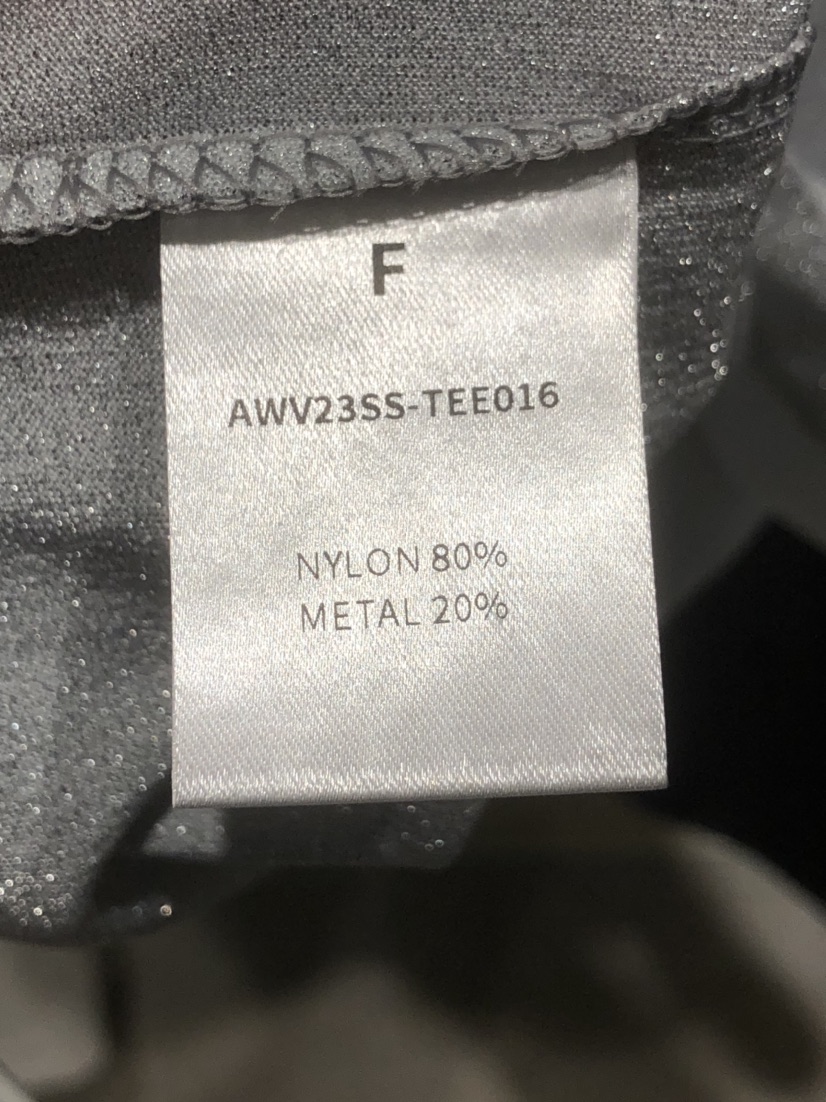 F
AWV23SS-TEE016
NYLON 80%
METAL 20%